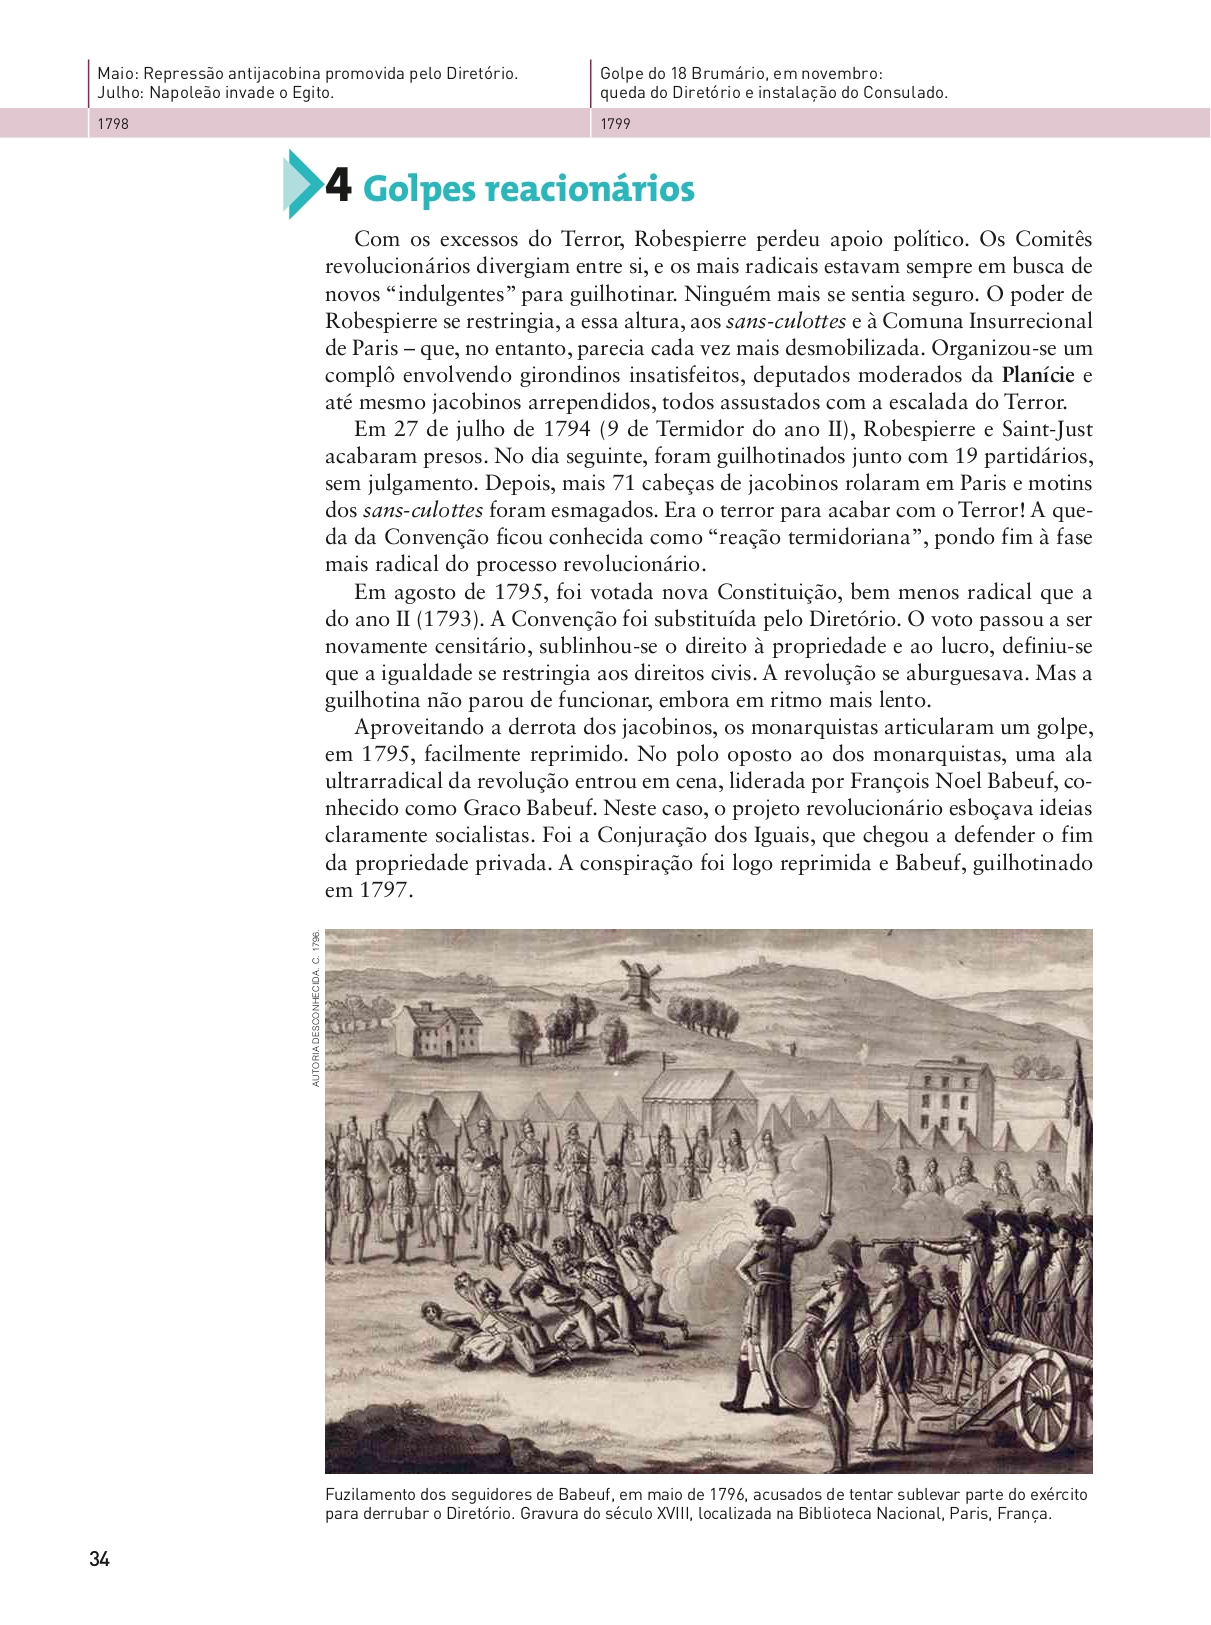 Maio: Repressão antijacobina promovida pelo Diretório.
Julho: Napoleão invade o Egito.
1798
Golpe do 18 Brumário, em novembro:
queda do Diretório e instalação do Consulado.
1799
4 Golpes reacionários
Com os excessos do Terror, Robespierre perdeu apoio político. Os Comitês
revolucionários divergiam entre si, e os mais radicais estavam sempre em busca de
novos “indulgentes” para guilhotinar. Ninguém mais se sentia seguro. O poder de
Robespierre se restringia, a essa altura, aos sans-culottes e à Comuna Insurrecional
de Paris – que, no entanto, parecia cada vez mais desmobilizada. Organizou-se um
complô envolvendo girondinos insatisfeitos, deputados moderados da Planície e
até mesmo jacobinos arrependidos, todos assustados com a escalada do Terror.
Em 27 de julho de 1794 (9 de Termidor do ano II), Robespierre e Saint-Just
acabaram presos. No dia seguinte, foram guilhotinados junto com 19 partidários,
sem julgamento. Depois, mais 71 cabeças de jacobinos rolaram em Paris e motins
dos sans-culottes foram esmagados. Era o terror para acabar com o Terror! A que-
da da Convenção ficou conhecida como “reação termidoriana”, pondo fim à fase
mais radical do processo revolucionário.
Em agosto de 1795, foi votada nova Constituição, bem menos radical que a
do ano II (1793). A Convenção foi substituída pelo Diretório. O voto passou a ser
novamente censitário, sublinhou-se o direito à propriedade e ao lucro, definiu-se
que a igualdade se restringia aos direitos civis. A revolução se aburguesava. Mas a
guilhotina não parou de funcionar, embora em ritmo mais lento.
Aproveitando a derrota dos jacobinos, os monarquistas articularam um golpe,
em 1795, facilmente reprimido. No polo oposto ao dos monarquistas, uma ala
ultrarradical da revolução entrou em cena, liderada por François Noel Babeuf, co-
nhecido como Graco Babeuf. Neste caso, o projeto revolucionário esboçava ideias
claramente socialistas. Foi a Conjuração dos Iguais, que chegou a defender o fim
da propriedade privada. A conspiração foi logo reprimida e Babeuf, guilhotinado
em 1797.
AUTORIA DESCONHECIDA. C. 1796.
Fuzilamento dos seguidores de Babeuf, em maio de 1796, acusados de tentar sublevar parte do exército
para derrubar o Diretório. Gravura do século XVIII, localizada na Biblioteca Nacional, Paris, França.
34